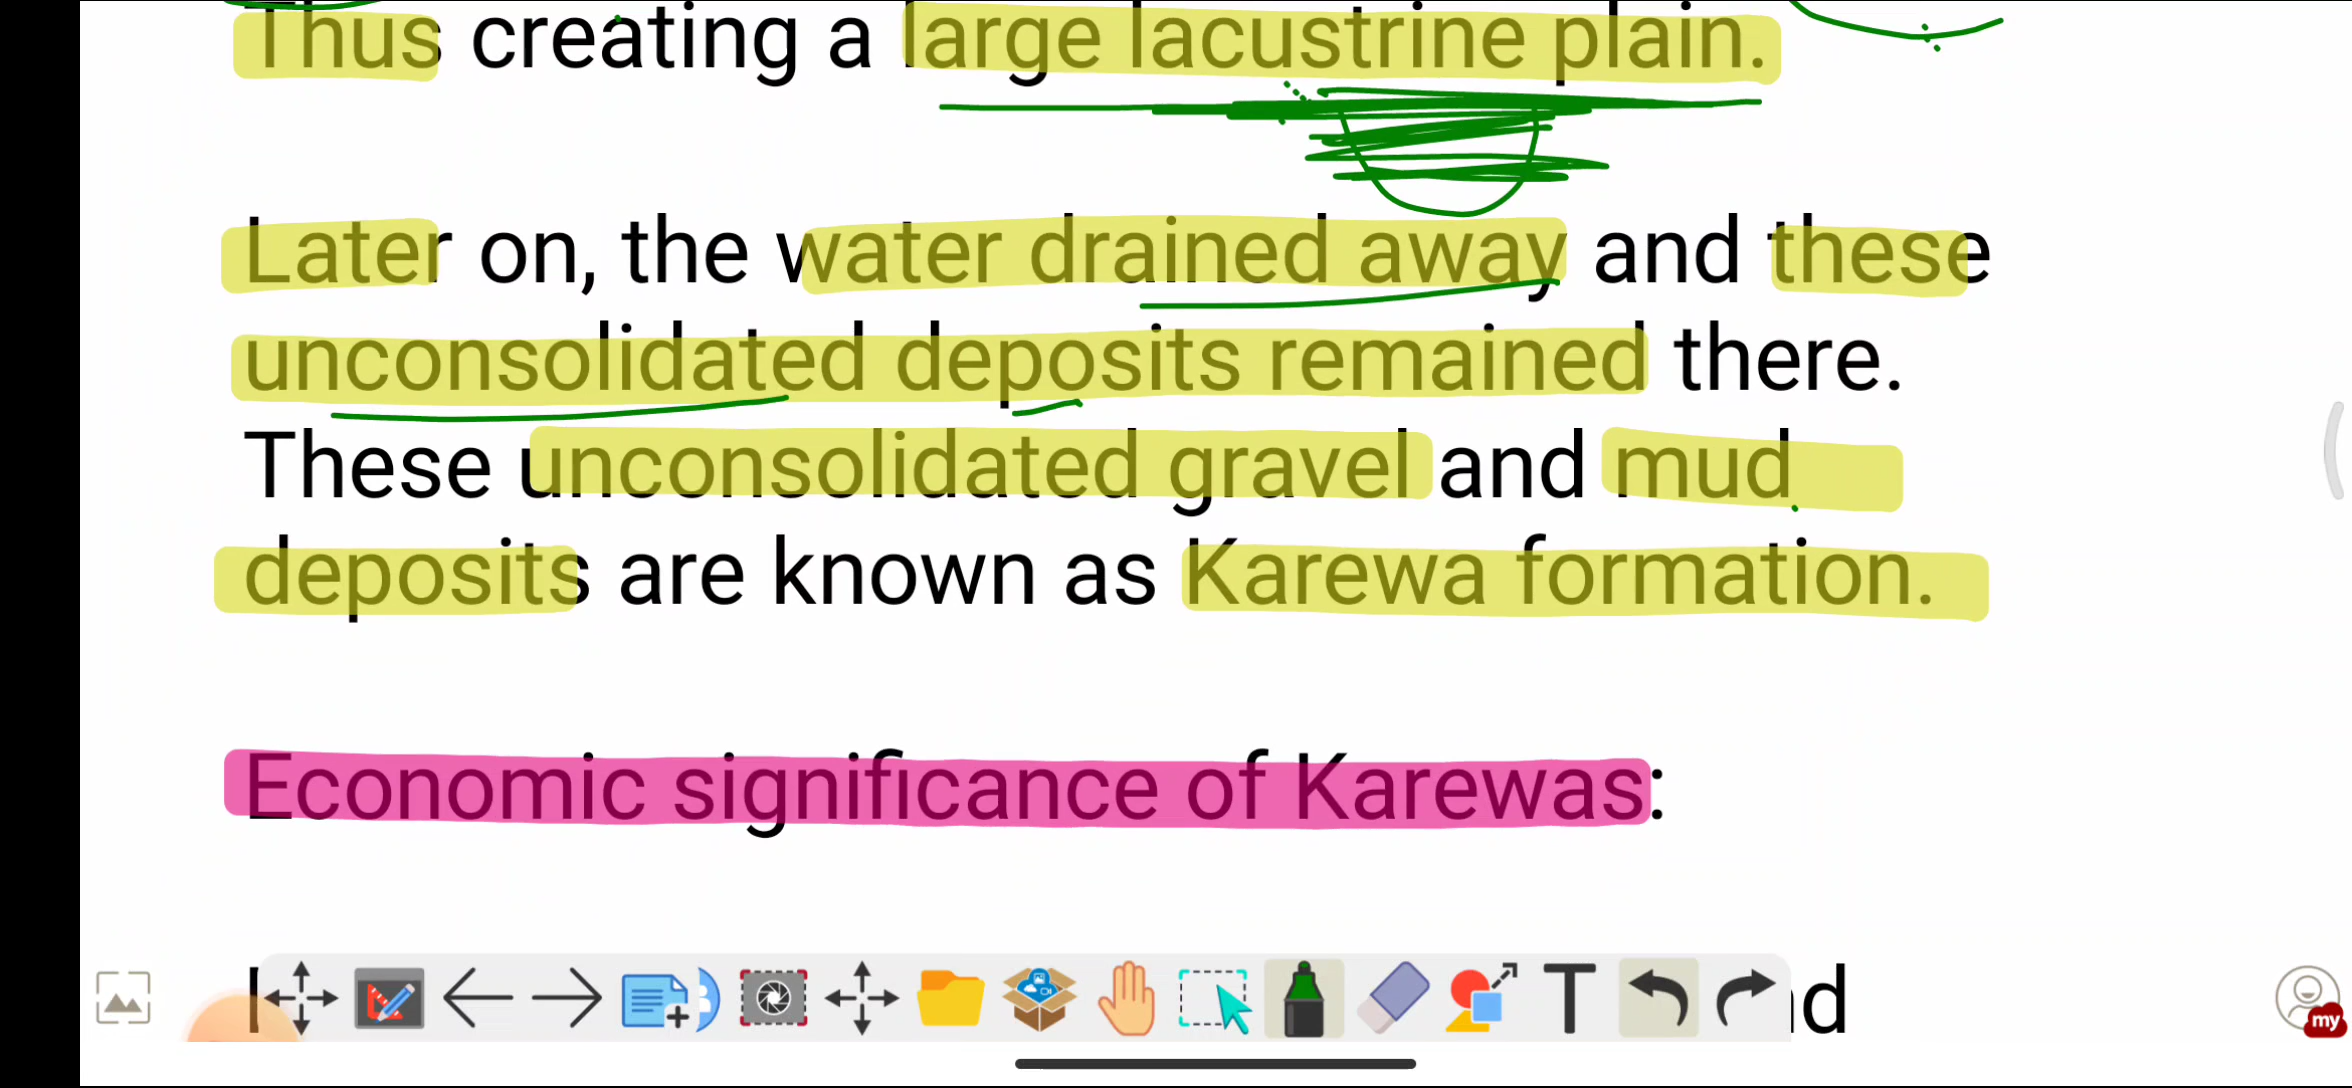 Thus creating a large lacustrine plain.
Later on, the water drained away and these
unconsolidated deposits remained there.
These unconsolidated gravel and mud
deposits are known as Karewa formation.
Economic significance of Karewas:
T
my